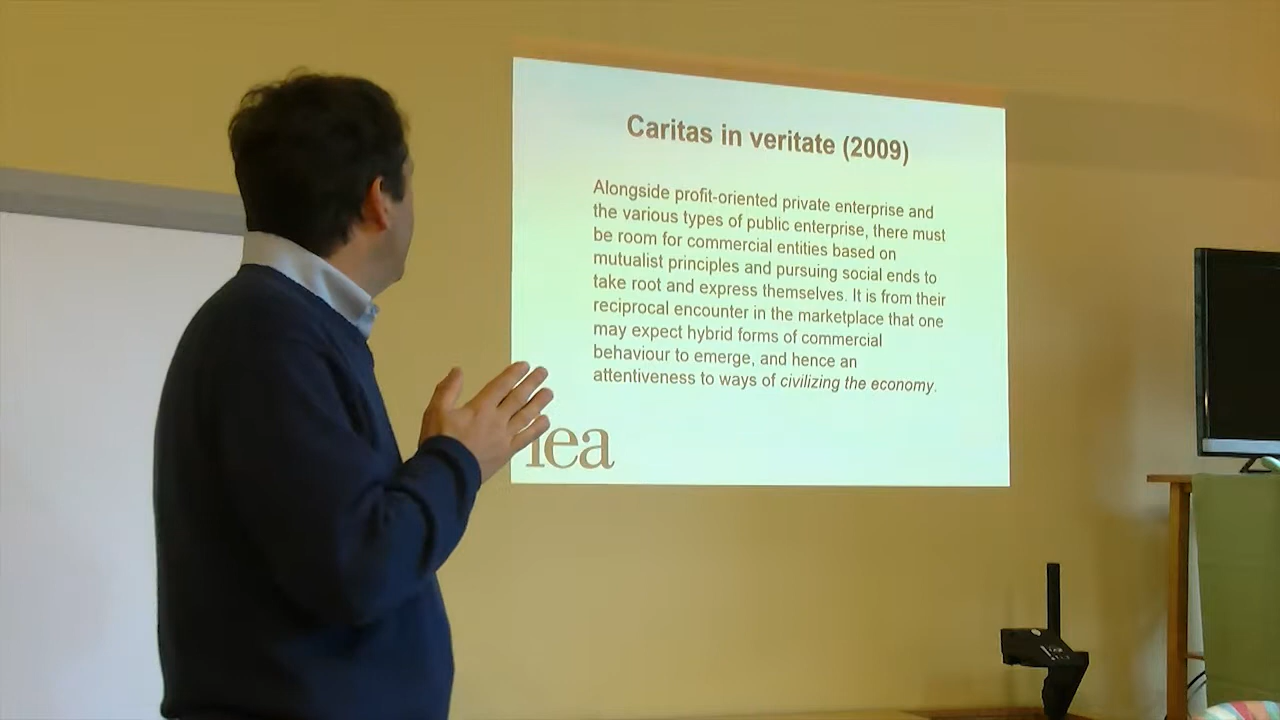 Caritas in veritate (2009)
Alongside profit-oriented private enterprise and
the various types of public enterprise, there must
be room for commercial entities based on
mutualist principles and pursuing social ends to
take root and express themselves. It is from their
reciprocal encounter in the marketplace that one
may expect hybrid forms of commercial
behaviour to emerge, and hence an
attentiveness to ways of civilizing the economy.
iea